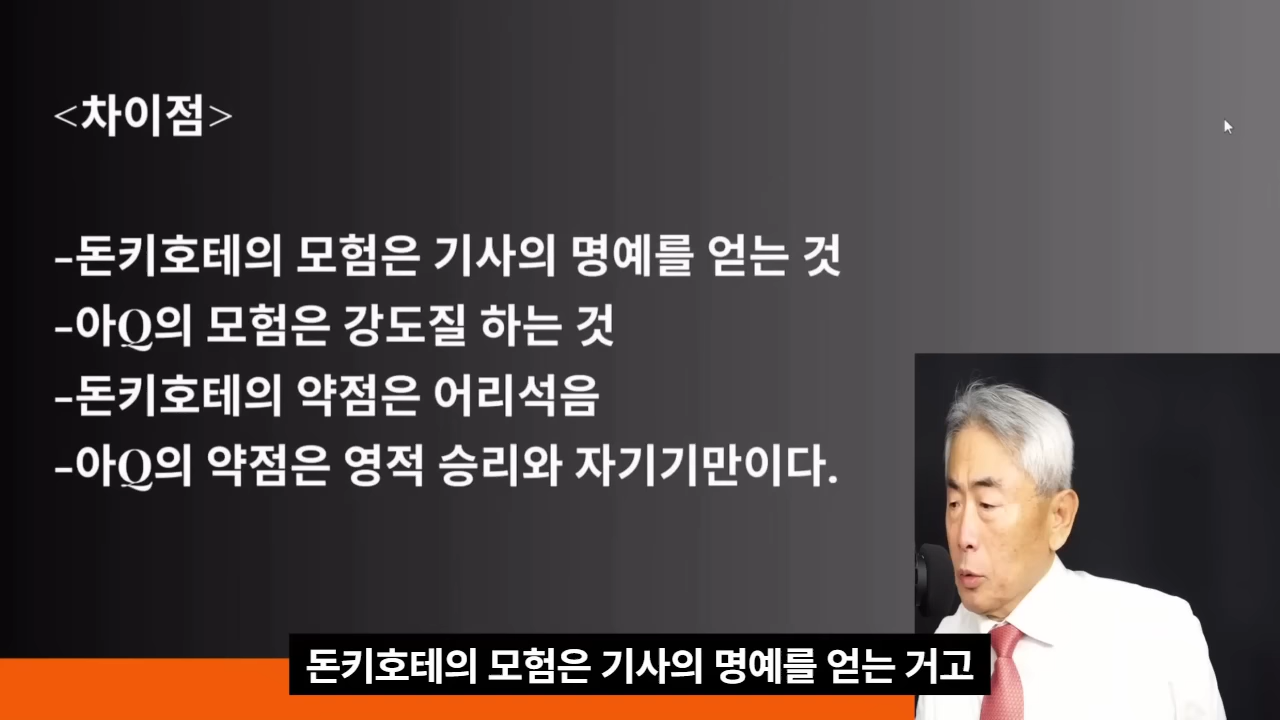 <차이점>
-돈키호테의 모험은 기사의 명예를 얻는 것
-아Q의 모험은 강도질 하는 것
-돈키호테의 약점은 어리석음
-아Q의 약점은 영적 승리와 자기기만이다.
돈키호테의 모험은 기사의 명예를 얻는 거고